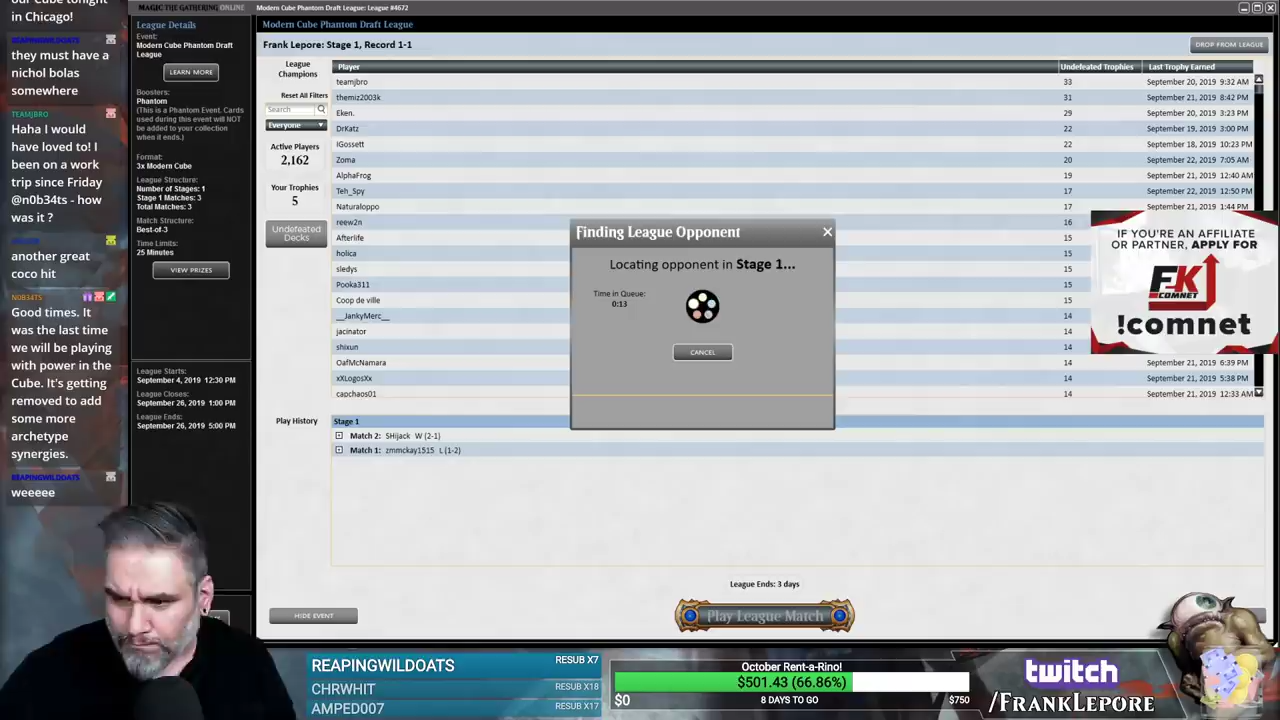 our Cube tonight
in Chicago!
REAPINGWILDOATS
they must have a
nichol bolas
somewhere
TEAMJBRO
Haha I would
have loved to! I
been on a work
trip since Friday
@n0b34ts - how
was it ?
another great
coco hit
N0B34TS
Good times. It
was the last time
we will be playing
with power in the
Cube. It's getting
removed to add
some more
archetype
synergies.
REAPINGWILDOATS
weeeee
MAGIC THE GATHERING ONLINE
Modern Cube Phantom Draft League: League #4672
League Details
Event:
Modern Cube Phantom Draft
League
LEARN MORE
Boosters:
Phantom
(This is a Phantom Event. Cards
used during this event will NOT
be added to your collection
when it ends.)
Format:
3x Modern Cube
League Structure:
Number of Stages: 1
Stage 1 Matches: 3
Total Matches: 3
Match Structure:
Best-of-3
Time Limits:
25 Minutes
VIEW PRIZES
League Starts:
September 4, 2019 12:30 PM
League Closes:
September 26, 2019 1:00 PM
League Ends:
September 26, 2019 5:00 PM
Modern Cube Phantom Draft League
Frank Lepore: Stage 1, Record 1-1
DROP FROM LEAGUE
League
Champions
Reset All Filters
Search
Everyone
Active Players
2,162
Your Trophies
5
Undefeated
Decks
Player Undefeated Trophies Last Trophy Earned
teamjbro 33 September 20, 2019 9:32 AM
themiz2003k 31 September 21, 2019 8:42 PM
Eken. 29 September 20, 2019 3:23 PM
DrKatz 22 September 19, 2019 3:00 PM
IGossett 22 September 18, 2019 10:23 PM
Zoma 20 September 22, 2019 7:05 AM
AlphaFrog 19 September 21, 2019 12:40 AM
Teh_Spy 17 September 22, 2019 12:50 PM
Naturaloppo 17 September 21, 2019 1:44 PM
reew2n 16
Afterlife 15
holica 15
sledys 15
Pooka311 15
Coop de ville 15
__JankyMerc__ 14
jacinator 14
shixun 14
OafMcNamara 14 September 21, 2019 6:39 PM
xXLogosXx 14 September 21, 2019 5:38 PM
capchaos01 14 September 21, 2019 12:33 AM
Finding League Opponent
Locating opponent in Stage 1...
Time in Queue:
0:13
CANCEL
IF YOU'RE AN AFFILIATE
OR PARTNER, APPLY FOR
COMNET
!comnet
Play History
Stage 1
Match 2: SHijack W (2-1)
Match 1: zmmckay1515 L (1-2)
League Ends: 3 days
HIDE EVENT
Play League Match
REAPINGWILDOATS RESUB X7
CHRWHIT RESUB X18
AMPED007 RESUB X17
October Rent-a-Rino!
$501.43 (66.86%)
$0 8 DAYS TO GO $750
twitch
/FRANKLEPORE